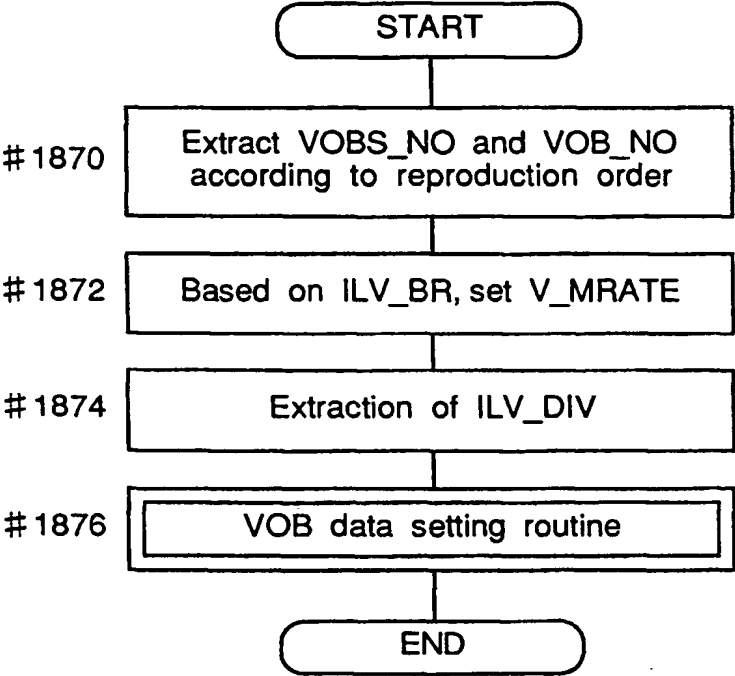 START
#1870
Extract VOBS_NO and VOB_NO
according to reproduction order
#1872
Based on ILV_BR, set V_MRATE
#1874
Extraction of ILV_DIV
#1876
VOB data setting routine
END